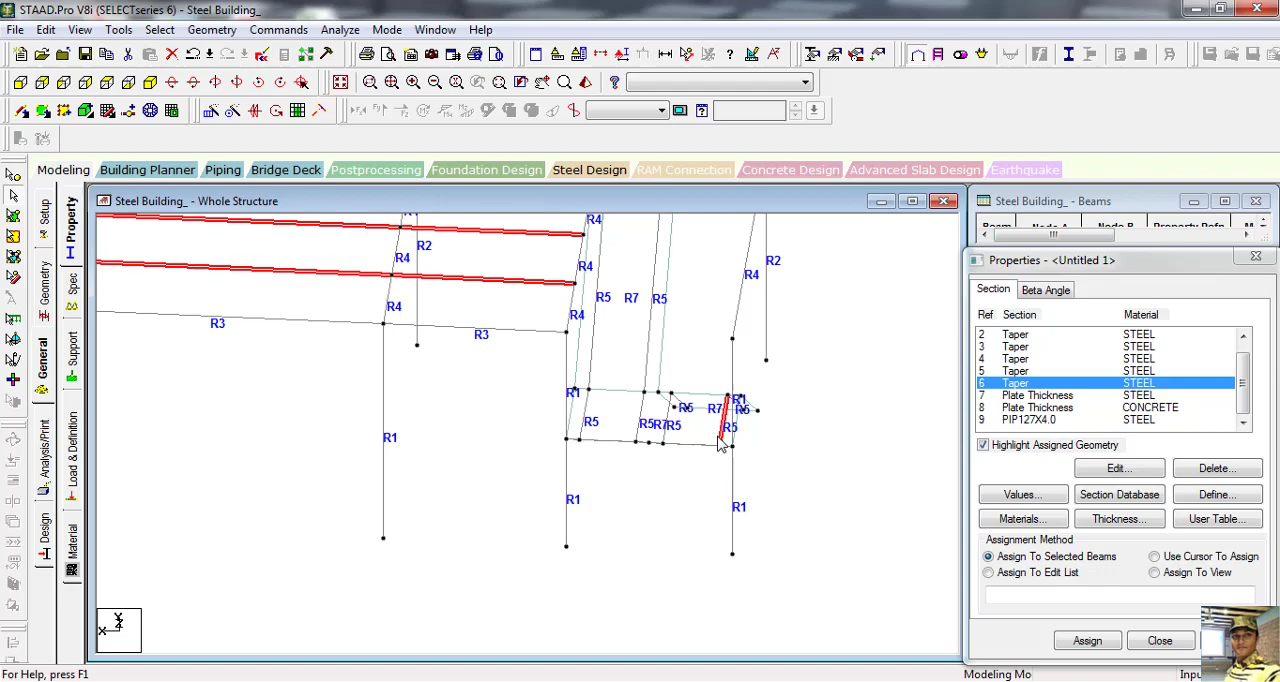 STAAD.Pro V8i (SELECTseries 6) - Steel Building_
File Edit View Tools Select Geometry Commands Analyze Mode Window Help
Modeling Building Planner Piping Bridge Deck Postprocessing Foundation Design Steel Design RAM Connection Concrete Design Advanced Slab Design Earthquake
Steel Building_ - Whole Structure
Steel Building_ - Beams
Beam Node A Node B
Setup
Geometry
General
Analysis/Print
Design
Property
Spec
Support
Load & Definition
Material
R4
R2
R4
R4
R4
R4
R3
R3
R1
R1
R4
R5
R7
R5
R4
R2
R1
R5
R5
R7
R5
R5
R7
R1
R5
R5
R1
Properties - <Untitled 1>
Section Beta Angle
Ref Section Material
2 Taper STEEL
3 Taper STEEL
4 Taper STEEL
5 Taper STEEL
6 Taper STEEL
7 Plate Thickness STEEL
8 Plate Thickness CONCRETE
9 PIP127X4.0 STEEL
Highlight Assigned Geometry
Edit... Delete...
Values... Section Database Define...
Materials... Thickness... User Table...
Assignment Method
Assign To Selected Beams Use Cursor To Assign
Assign To Edit List Assign To View
Assign Close
For Help, press F1
Modeling Mo